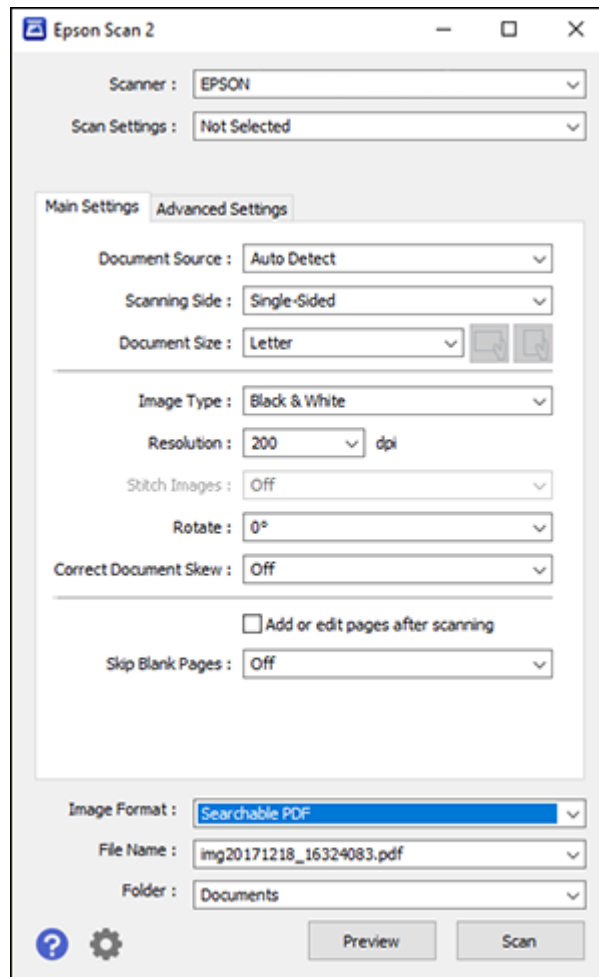 Epson Scan 2
Scanner : EPSON
Scan Settings : Not Selected
Main Settings Advanced Settings
Document Source : Auto Detect
Scanning Side : Single-Sided
Document Size : Letter
Image Type : Black & White
Resolution : 200 dpi
Stitch Images : Off
Rotate : 0°
Correct Document Skew : Off
Add or edit pages after scanning
Skip Blank Pages : Off
Image Format : Searchable PDF
File Name : img20171218_16324083.pdf
Folder : Documents
? Preview Scan